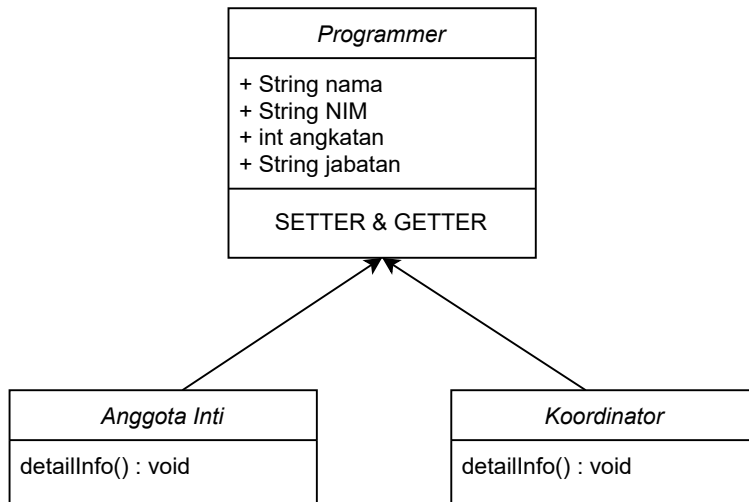 Programmer
+ String nama
+ String NIM
+ int angkatan
+ String jabatan
SETTER & GETTER
Anggota Inti
detailInfo() : void
Koordinator
detailInfo() : void